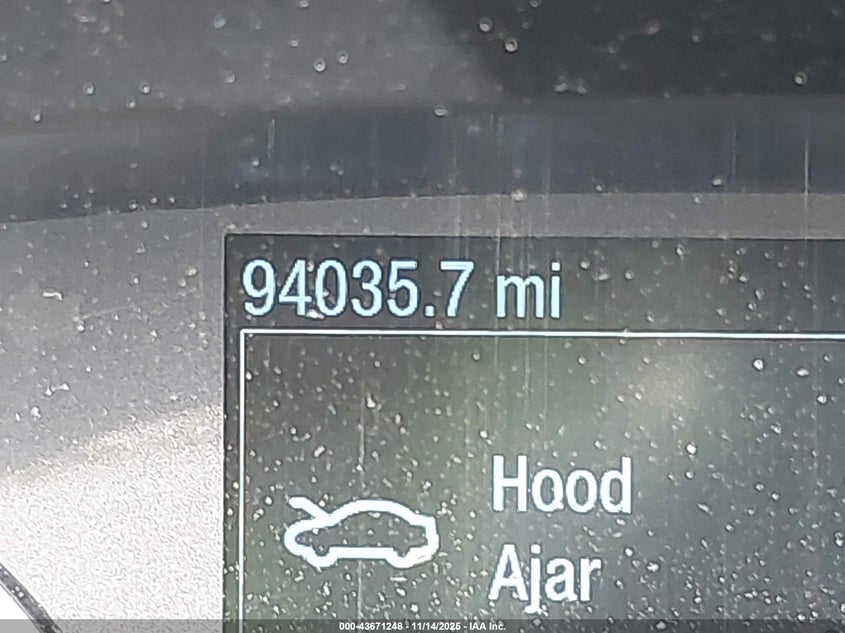 94035.7 mi
Hood
Ajar
000-43671248 - 11/14/2025 - IAA Inc.